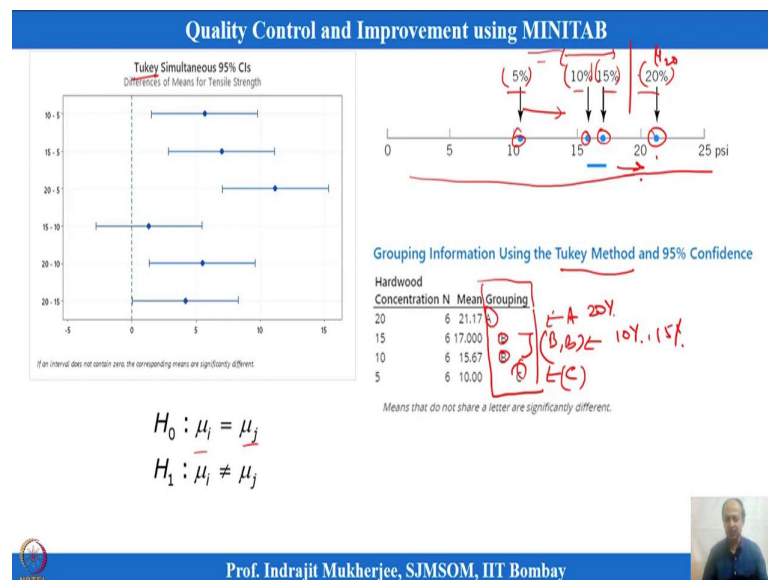 Quality Control and Improvement using MINITAB
Tukey Simultaneous 95% CIs
Differences of Means for Tensile Strength
10 - 5
15 - 5
20 - 5
15 - 10
20 - 10
20 - 15
-5 0 5 10 15
If an interval does not contain zero, the corresponding means are significantly different.
H₀ : μᵢ = μⱼ
H₁ : μᵢ ≠ μⱼ
μ₂₀
(5%) (10%) (15%) (20%)
0 5 10 15 20 25 psi
Grouping Information Using the Tukey Method and 95% Confidence
Hardwood
Concentration N Mean Grouping
20 6 21.17 A ← A 20%
15 6 17.000 B (B, B) ← 10%, 15%
10 6 15.67 B
5 6 10.00 C ← (C)
Means that do not share a letter are significantly different.
Prof. Indrajit Mukherjee, SJMSOM, IIT Bombay
NPTEL